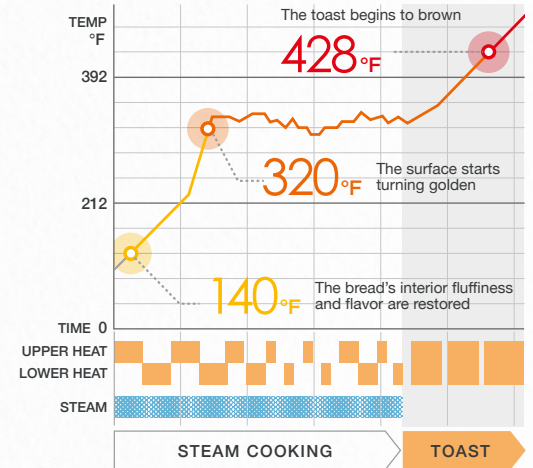 TEMP
°F
The toast begins to brown
428°F
392
320°F
The surface starts
turning golden
212
140°F
The bread's interior fluffiness
and flavor are restored
TIME 0
UPPER HEAT
LOWER HEAT
STEAM
STEAM COOKING
TOAST